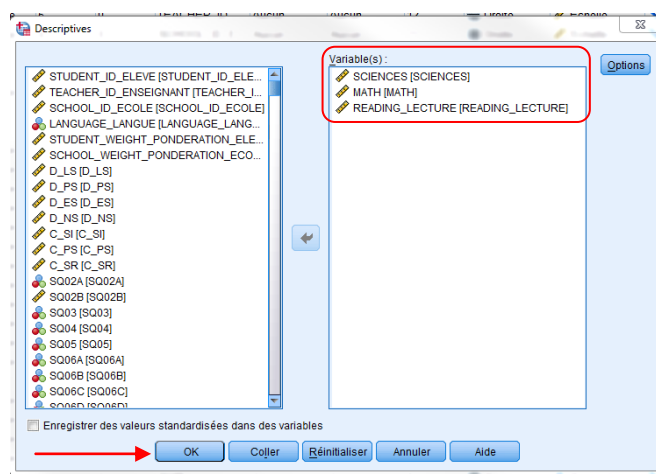 Descriptives
Variable(s) :
STUDENT_ID_ELEVE [STUDENT_ID_ELE...
TEACHER_ID_ENSEIGNANT [TEACHER_I...
SCHOOL_ID_ECOLE [SCHOOL_ID_ECOLE]
LANGUAGE_LANGUE [LANGUAGE_LANG...
STUDENT_WEIGHT_PONDERATION_ELE...
SCHOOL_WEIGHT_PONDERATION_ECO...
D_LS [D_LS]
D_PS [D_PS]
D_ES [D_ES]
D_NS [D_NS]
C_SI [C_SI]
C_PS [C_PS]
C_SR [C_SR]
SQ02A [SQ02A]
SQ02B [SQ02B]
SQ03 [SQ03]
SQ04 [SQ04]
SQ05 [SQ05]
SQ06A [SQ06A]
SQ06B [SQ06B]
SQ06C [SQ06C]
SQ06D [SQ06D]
SCIENCES [SCIENCES]
MATH [MATH]
READING_LECTURE [READING_LECTURE]
Options
Enregistrer des valeurs standardisées dans des variables
OK Coller Réinitialiser Annuler Aide